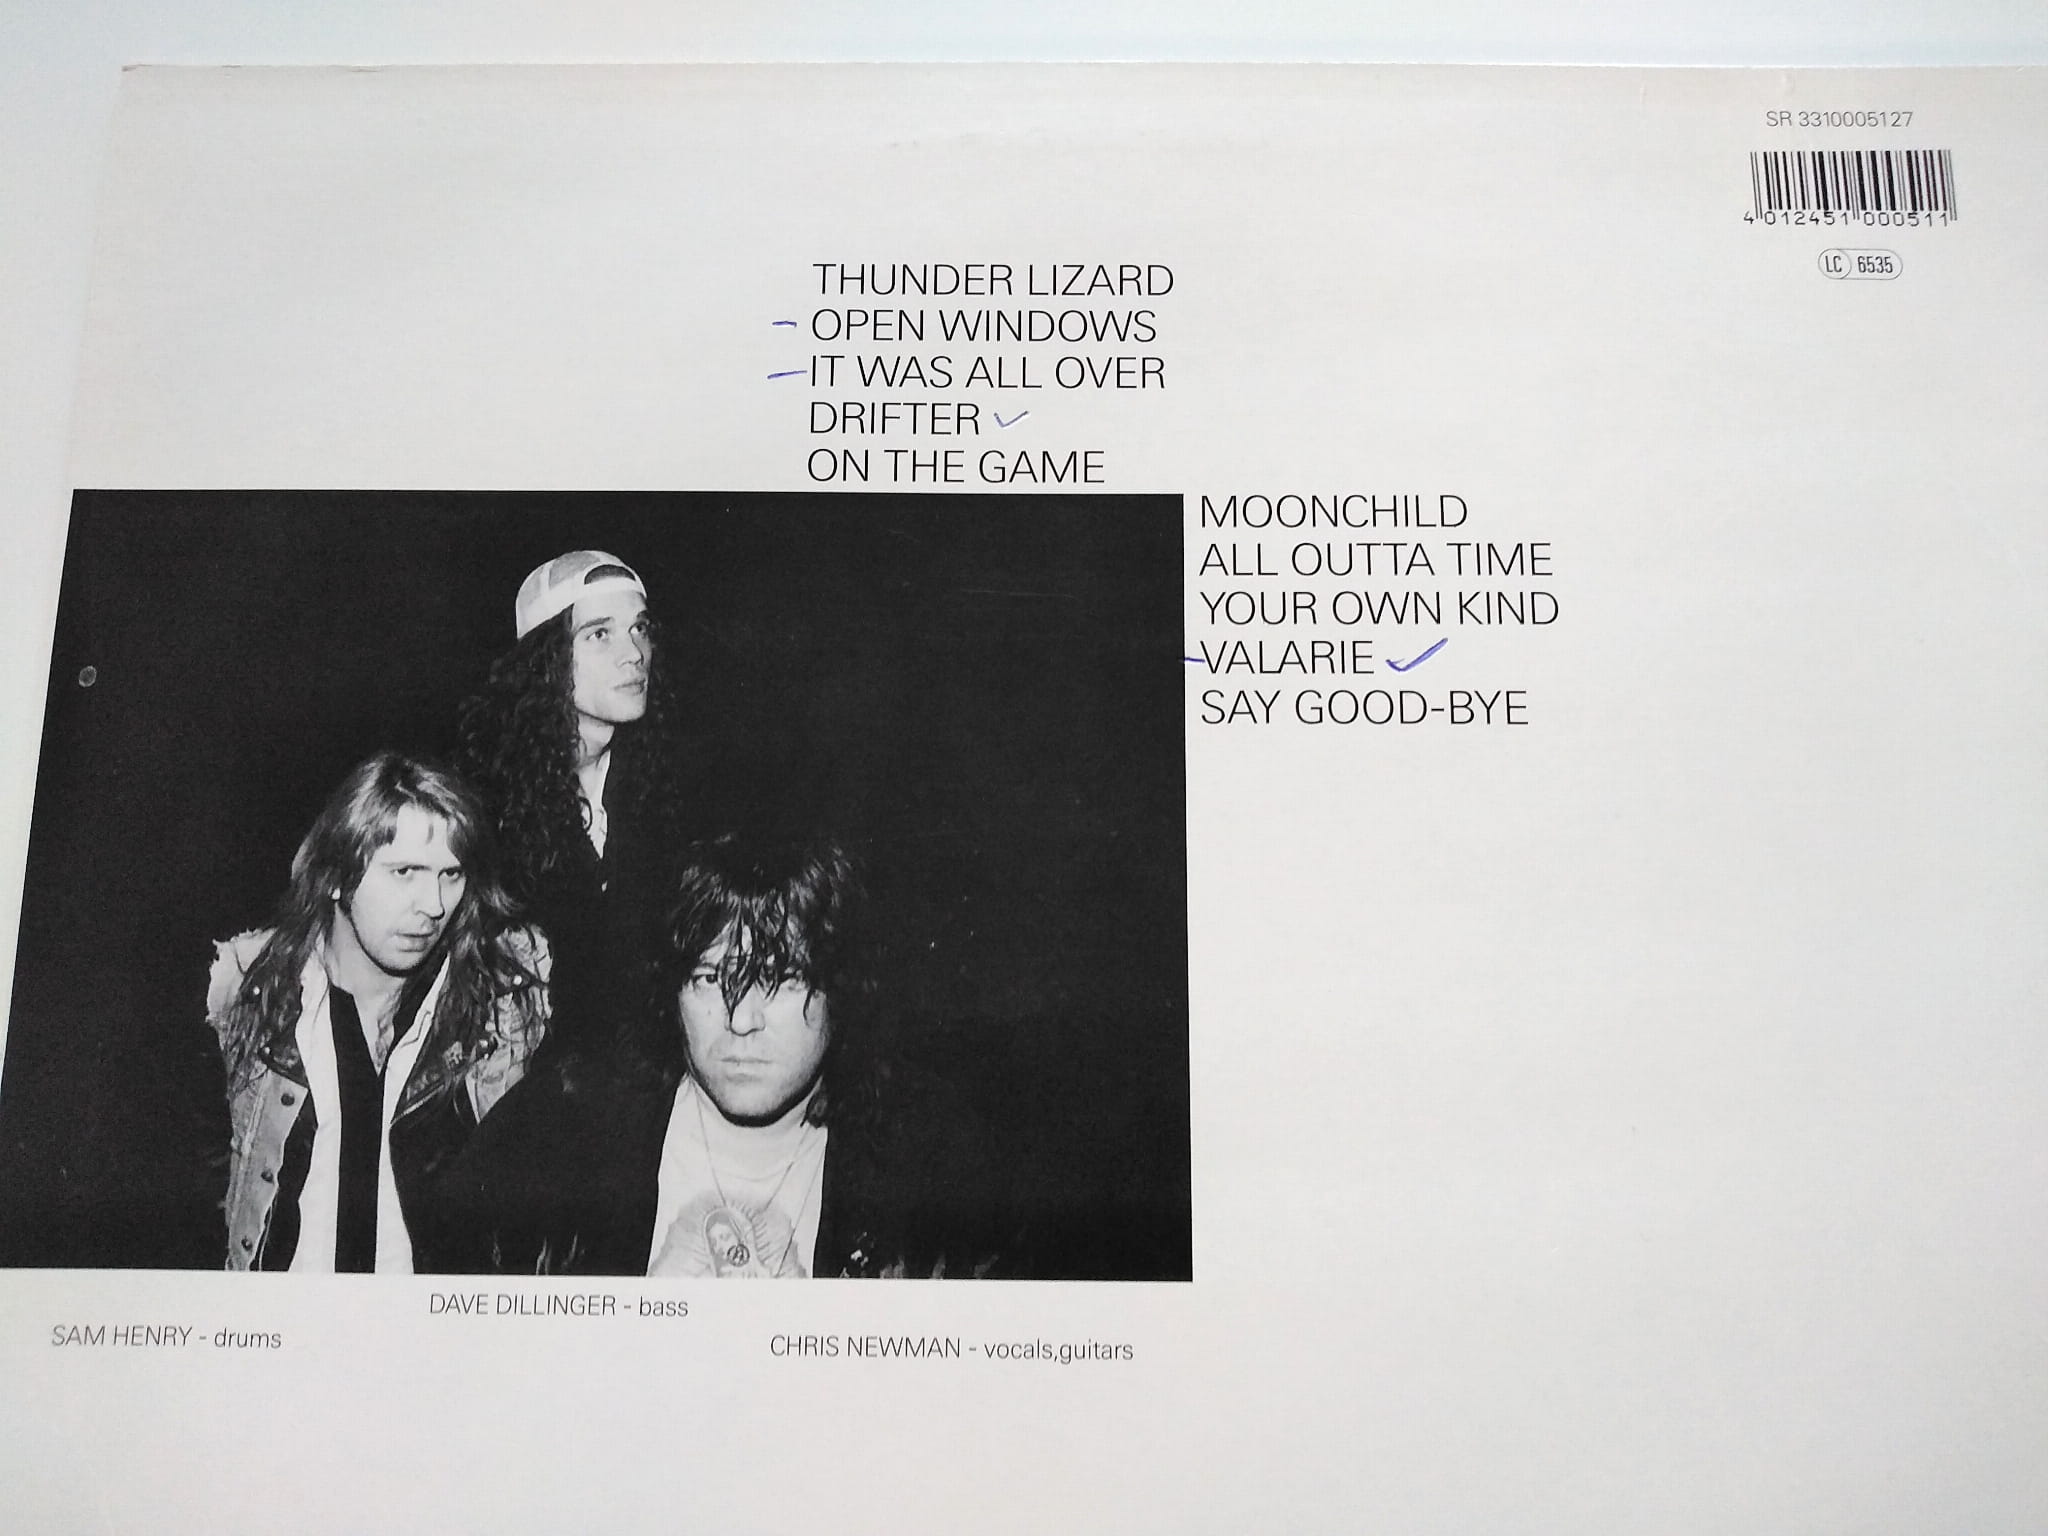 SR 3310005127
4 012451 000511
LC 6535
THUNDER LIZARD
OPEN WINDOWS
IT WAS ALL OVER
DRIFTER
ON THE GAME
MOONCHILD
ALL OUTTA TIME
YOUR OWN KIND
VALARIE
SAY GOOD-BYE
DAVE DILLINGER - bass
SAM HENRY - drums
CHRIS NEWMAN - vocals,guitars